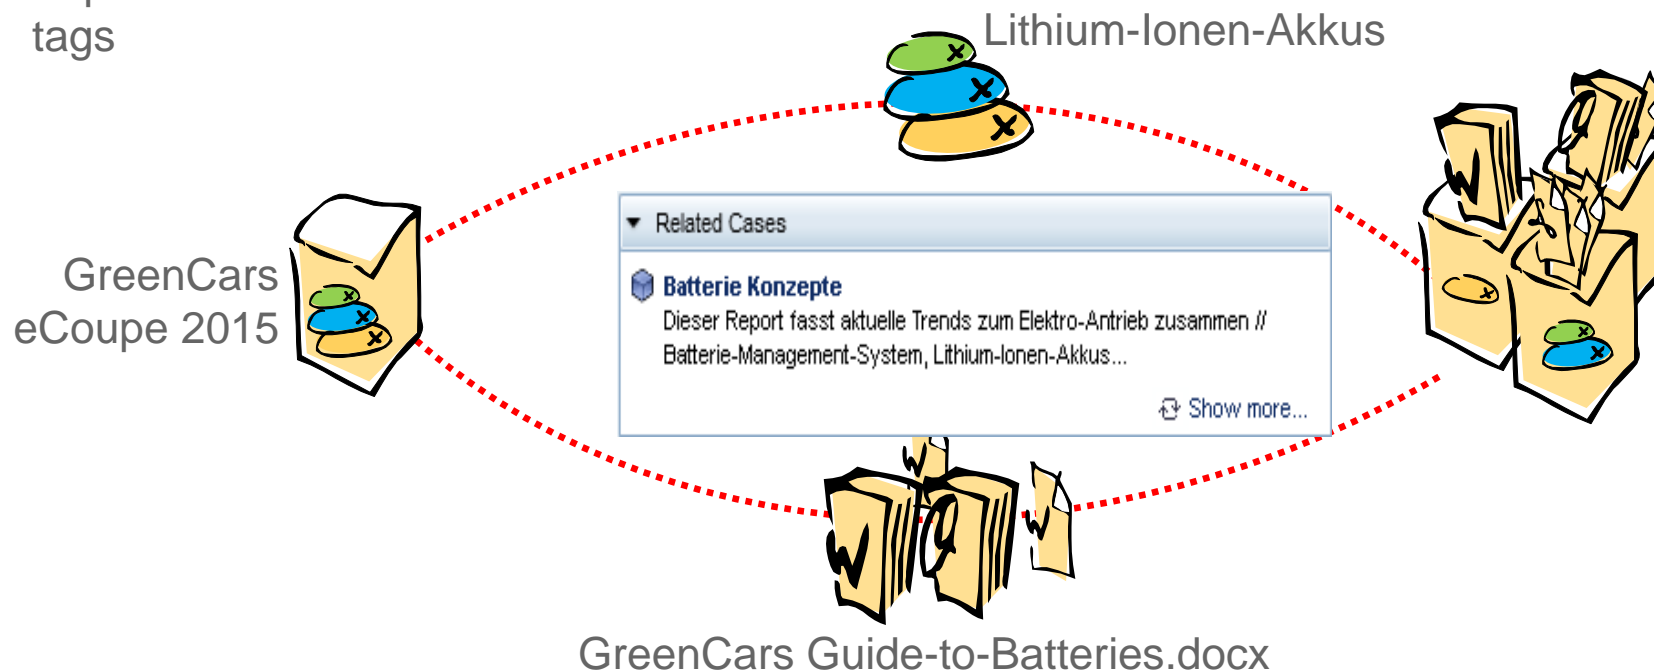 tags
Lithium-Ionen-Akkus
GreenCars
eCoupe 2015
Related Cases
Batterie Konzepte
Dieser Report fasst aktuelle Trends zum Elektro-Antrieb zusammen //
Batterie-Management-System, Lithium-Ionen-Akkus...
Show more...
GreenCars Guide-to-Batteries.docx